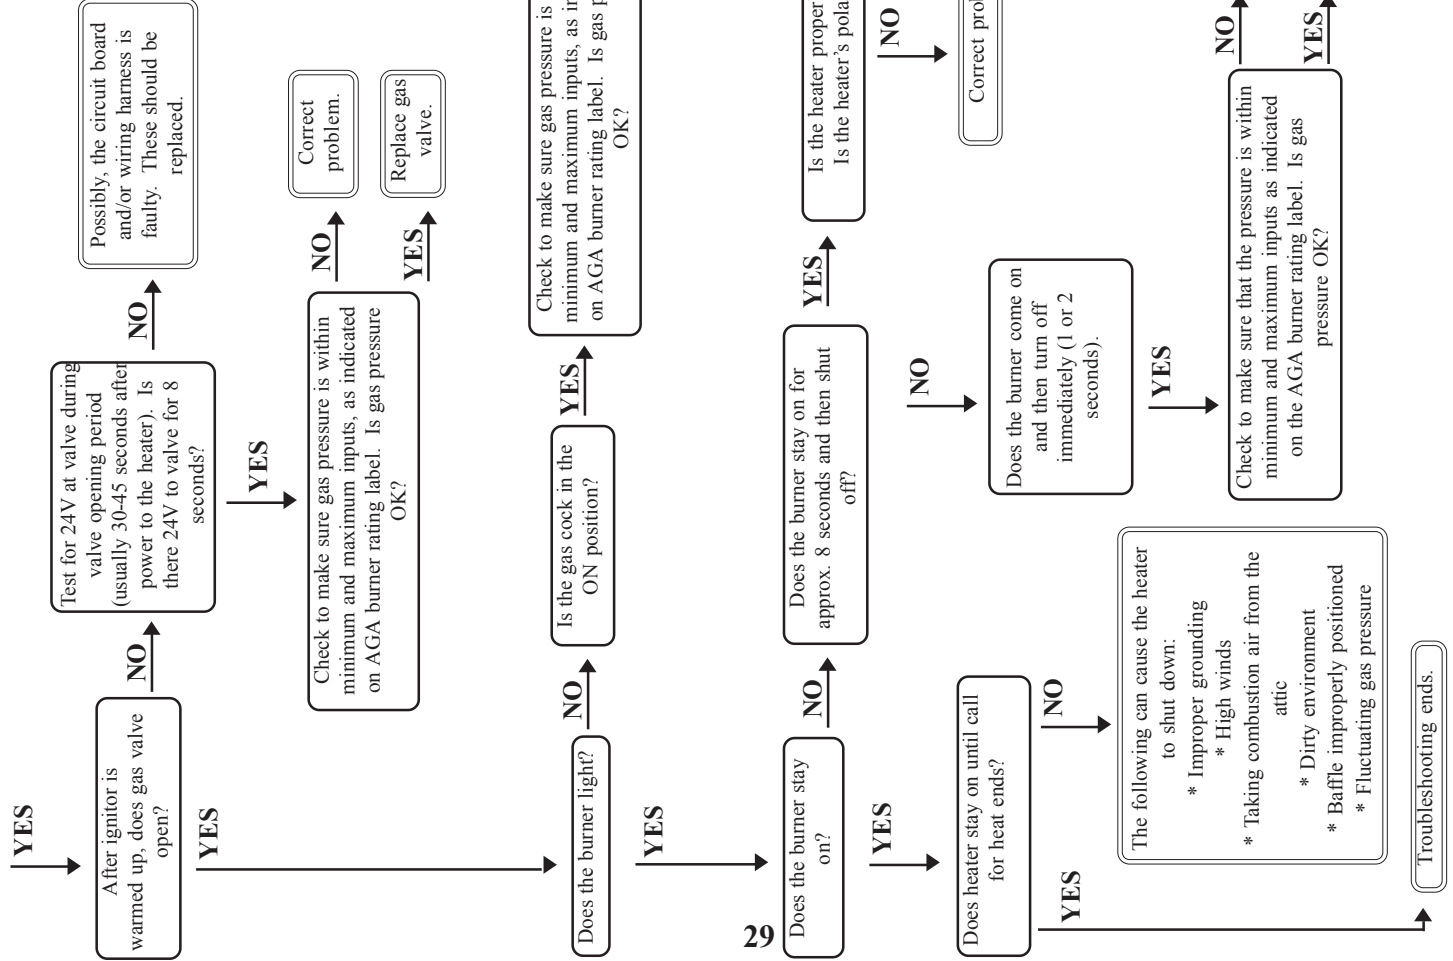 YES
After ignitor is
warmed up, does gas valve
open?
NO
Test for 24V at valve during
valve opening period
(usually 30-45 seconds after
power to the heater). Is
there 24V to valve for 8
seconds?
NO
Possibly, the circuit board
and/or wiring harness is
faulty. These should be
replaced.
YES
Check to make sure gas pressure is within
minimum and maximum inputs, as indicated
on AGA burner rating label. Is gas pressure
OK?
NO
Correct
problem.
YES
Replace gas
valve.
YES
Does the burner light?
NO
Is the gas cock in the
ON position?
YES
Check to make sure gas pressure is
minimum and maximum inputs, as
on AGA burner rating label. Is gas
OK?
YES
Does the burner stay
on?
NO
Does the burner stay on for
approx. 8 seconds and then shut
off?
YES
Is the heater
Is the heater's
NO
Correct
NO
Does the burner come on
and then turn off
immediately (1 or 2
seconds).
YES
Check to make sure that the pressure is within
minimum and maximum inputs as indicated
on the AGA burner rating label. Is gas
pressure OK?
NO
YES
YES
Does heater stay on until call
for heat ends?
NO
The following can cause the heater
to shut down:
* Improper grounding
* High winds
* Taking combustion air from the
attic
* Dirty environment
* Baffle improperly positioned
* Fluctuating gas pressure
YES
Troubleshooting ends.
29